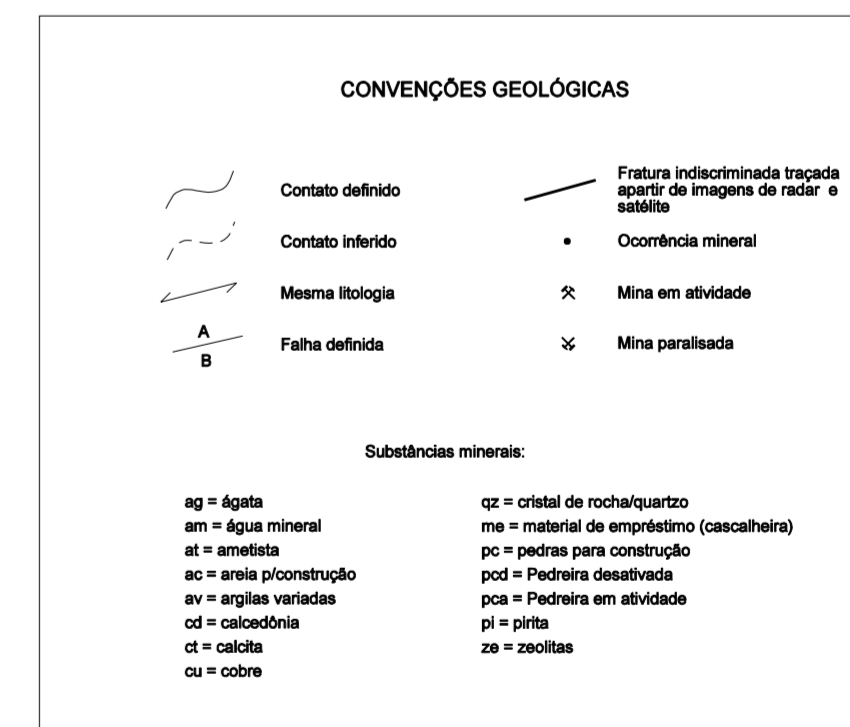 CONVENÇÕES GEOLÓGICAS
Contato definido
Contato inferido
Mesma litologia
A
B
Falha definida
Fratura indiscriminada traçada
apartir de imagens de radar e
satélite
Ocorrência mineral
Mina em atividade
Mina paralisada
Substâncias minerais:
ag = ágata
am = água mineral
at = ametista
ac = areia p/construção
av = argilas variadas
cd = calcedônia
ct = calcita
cu = cobre
qz = cristal de rocha/quartzo
me = material de empréstimo (cascalheira)
pc = pedras para construção
pcd = Pedreira desativada
pca = Pedreira em atividade
pi = pirita
ze = zeolitas